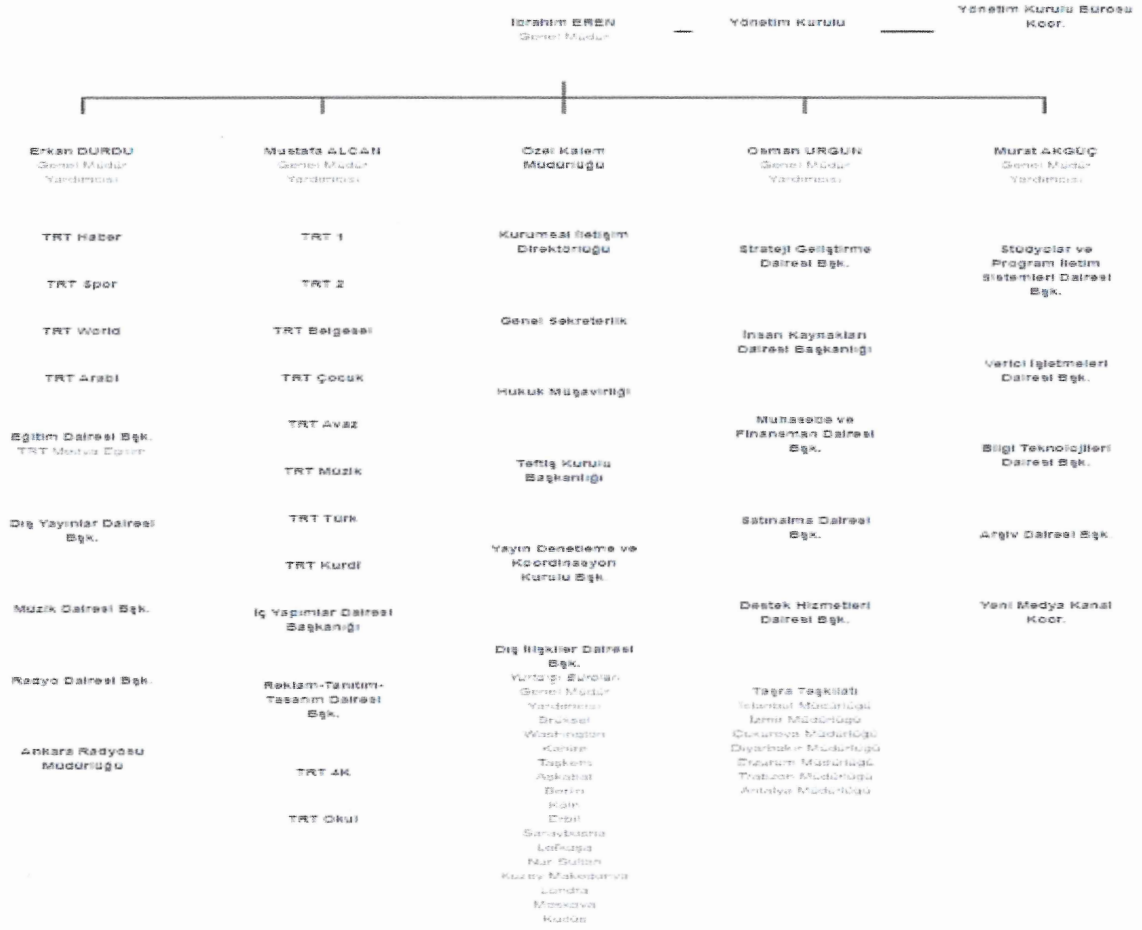 İbrahim EREN
Genel Müdür
Yönetim Kurulu
Yönetim Kurulu Bürosu
Koor.
Erkan DURDU
Genel Müdür
Yardımcısı
TRT Haber
TRT Spor
TRT World
TRT Arabi
Eğitim Dairesi Bşk.
TRT Medya Eğitim
Dış Yayınlar Dairesi
Bşk.
Müzik Dairesi Bşk.
Radyo Dairesi Bşk.
Ankara Radyosu
Müdürlüğü
Mustafa ALCAN
Genel Müdür
Yardımcısı
TRT 1
TRT 2
TRT Belgesel
TRT Çocuk
TRT Avaz
TRT Müzik
TRT Türk
TRT Kurdi
İç Yapımlar Dairesi
Başkanığı
Reklam-Tanıtım-
Tasarım Dairesi
Bşk.
TRT 4K
TRT Okul
Özel Kalem
Müdürlüğü
Kurumsal İletişim
Direktörlüğü
Genel Sekreterlik
Hukuk Müşavirliği
Teftiş Kurulu
Başkanlığı
Yayın Denetleme ve
Koordinasyon
Kurulu Bşk.
Dış İlişkiler Dairesi
Bşk.
Yurtdışı Büroları
Genel Müdür
Yardımcısı
Brüksel
Washington
Kahire
Taşkent
Aşkabat
Berlin
Köln
Erbil
Saraybosna
Lefkoşa
Nur Sultan
Kuzey Makedonya
Londra
Moskova
Kudüs
Osman URGUN
Genel Müdür
Yardımcısı
Strateji Geliştirme
Dairesi Bşk.
İnsan Kaynakları
Dairesi Başkanlığı
Muhasebe ve
Finansman Dairesi
Bşk.
Satınalma Dairesi
Bşk.
Destek Hizmetleri
Dairesi Bşk.
Taşra Teşkilatı
İstanbul Müdürlüğü
İzmir Müdürlüğü
Çukurova Müdürlüğü
Diyarbakır Müdürlüğü
Erzurum Müdürlüğü
Trabzon Müdürlüğü
Antalya Müdürlüğü
Murat AKGÜÇ
Genel Müdür
Yardımcısı
Stüdyolar ve
Program İletim
Sistemleri Dairesi
Bşk.
Verici İşletmeleri
Dairesi Bşk.
Bilgi Teknolojileri
Dairesi Bşk.
Arşiv Dairesi Bşk.
Yeni Medya Kanal
Koor.